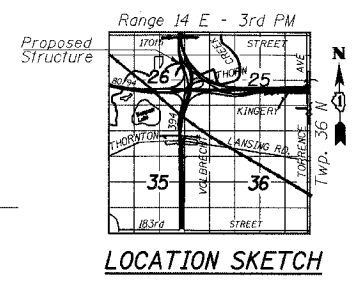 Range 14 E - 3rd PM
Proposed
Structure
170th
STREET
CREEK
THORN
AVE
N
26
25
80/94
KINGERY
394
THORNTON
LANSING RD.
TORRENCE
Twp. 36 N
VOLBRECHT
35
36
183rd
STREET
LOCATION SKETCH